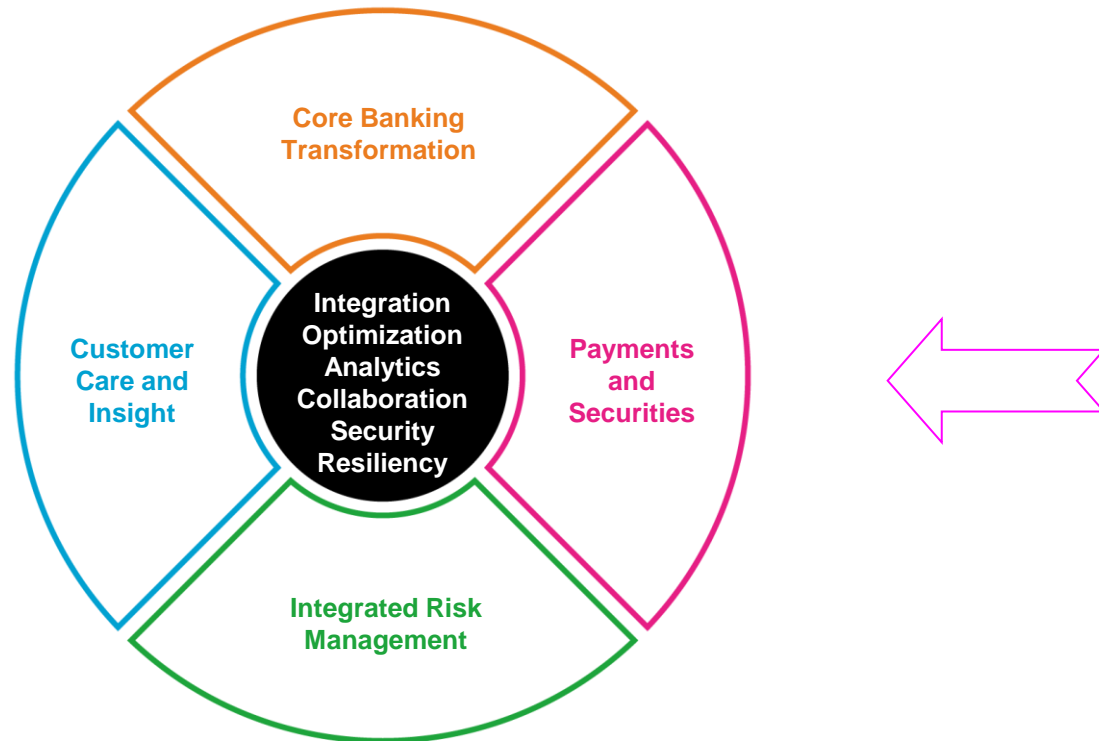 Core Banking
Transformation
Customer
Care and
Insight
Integration
Optimization
Analytics
Collaboration
Security
Resiliency
Payments
and
Securities
Integrated Risk
Management